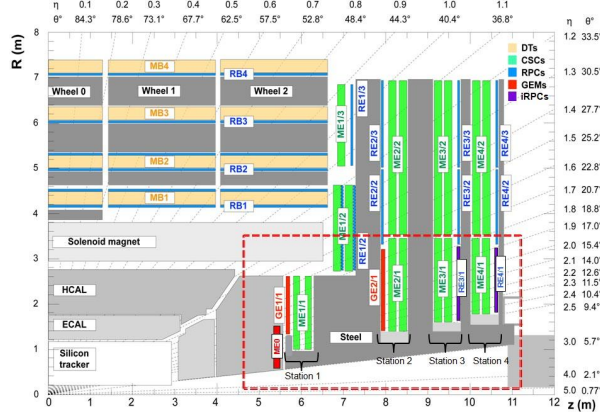 η 0.1 0.2 0.3 0.4 0.5 0.6 0.7 0.8 0.9 1.0 1.1 η θ°
θ° 84.3° 78.6° 73.1° 67.7° 62.5° 57.5° 52.8° 48.4° 44.3° 40.4° 36.8°
R (m)
8
7
6
5
4
3
2
1
0
1.2 33.5°
1.3 30.5°
1.4 27.7°
1.5 25.2°
1.6 22.8°
1.7 20.7°
1.8 18.8°
1.9 17.0°
2.0 15.4°
2.1 14.0°
2.2 12.6°
2.3 11.5°
2.4 10.4°
2.5 9.4°
3.0 5.7°
4.0 2.1°
5.0 0.77°
DTs
CSCs
RPCs
GEMs
iRPCs
MB4
Wheel 0
Wheel 1
RB4
Wheel 2
MB3
RB3
MB2
RB2
MB1
RB1
Solenoid magnet
HCAL
ECAL
Silicon
tracker
Steel
ME0
GE1/1
ME1/1
ME1/2
ME1/3
RE1/3
RE1/2
GE2/1
RE2/3
RE2/2
ME2/2
ME2/1
RE3/3
RE3/2
ME3/2
ME3/1
RE3/1
RE4/3
RE4/2
ME4/2
ME4/1
RE4/1
Station 1
Station 2
Station 3
Station 4
0 1 2 3 4 5 6 7 8 9 10 11 12 z (m)